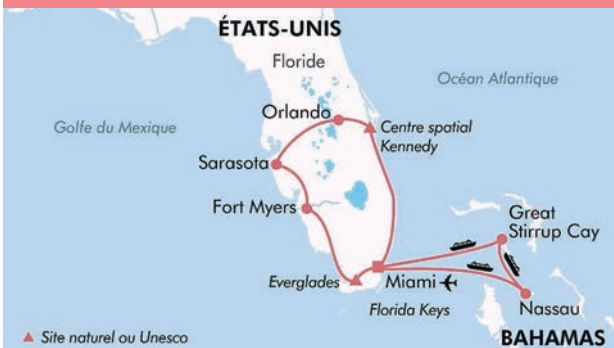 ÉTATS-UNIS
Floride
Océan Atlantique
Orlando
Golfe du Mexique
Centre spatial
Kennedy
Sarasota
Fort Myers
Great
Stirrup Cay
Everglades
Miami
Florida Keys
Nassau
Site naturel ou Unesco
BAHAMAS